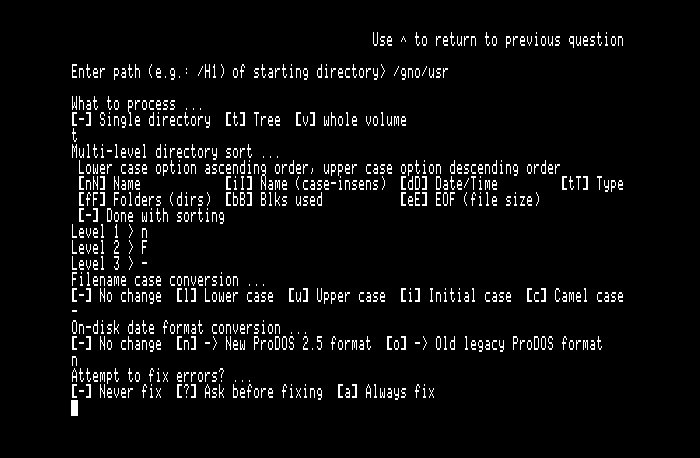 Use ^ to return to previous question
Enter path (e.g.: /H1) of starting directory> /gno/usr
What to process ...
[-] Single directory [t] Tree [v] whole volume
t
Multi-level directory sort ...
Lower case option ascending order, upper case option descending order
[nN] Name [iI] Name (case-insens) [dD] Date/Time [tT] Type
[fF] Folders (dirs) [bB] Blks used [eE] EOF (file size)
[-] Done with sorting
Level 1 > n
Level 2 > F
Level 3 > -
Filename case conversion ...
[-] No change [l] Lower case [u] Upper case [i] Initial case [c] Camel case
-
On-disk date format conversion ...
[-] No change [n] -> New ProDOS 2.5 format [o] -> Old legacy ProDOS format
n
Attempt to fix errors? ...
[-] Never fix [?] Ask before fixing [a] Always fix